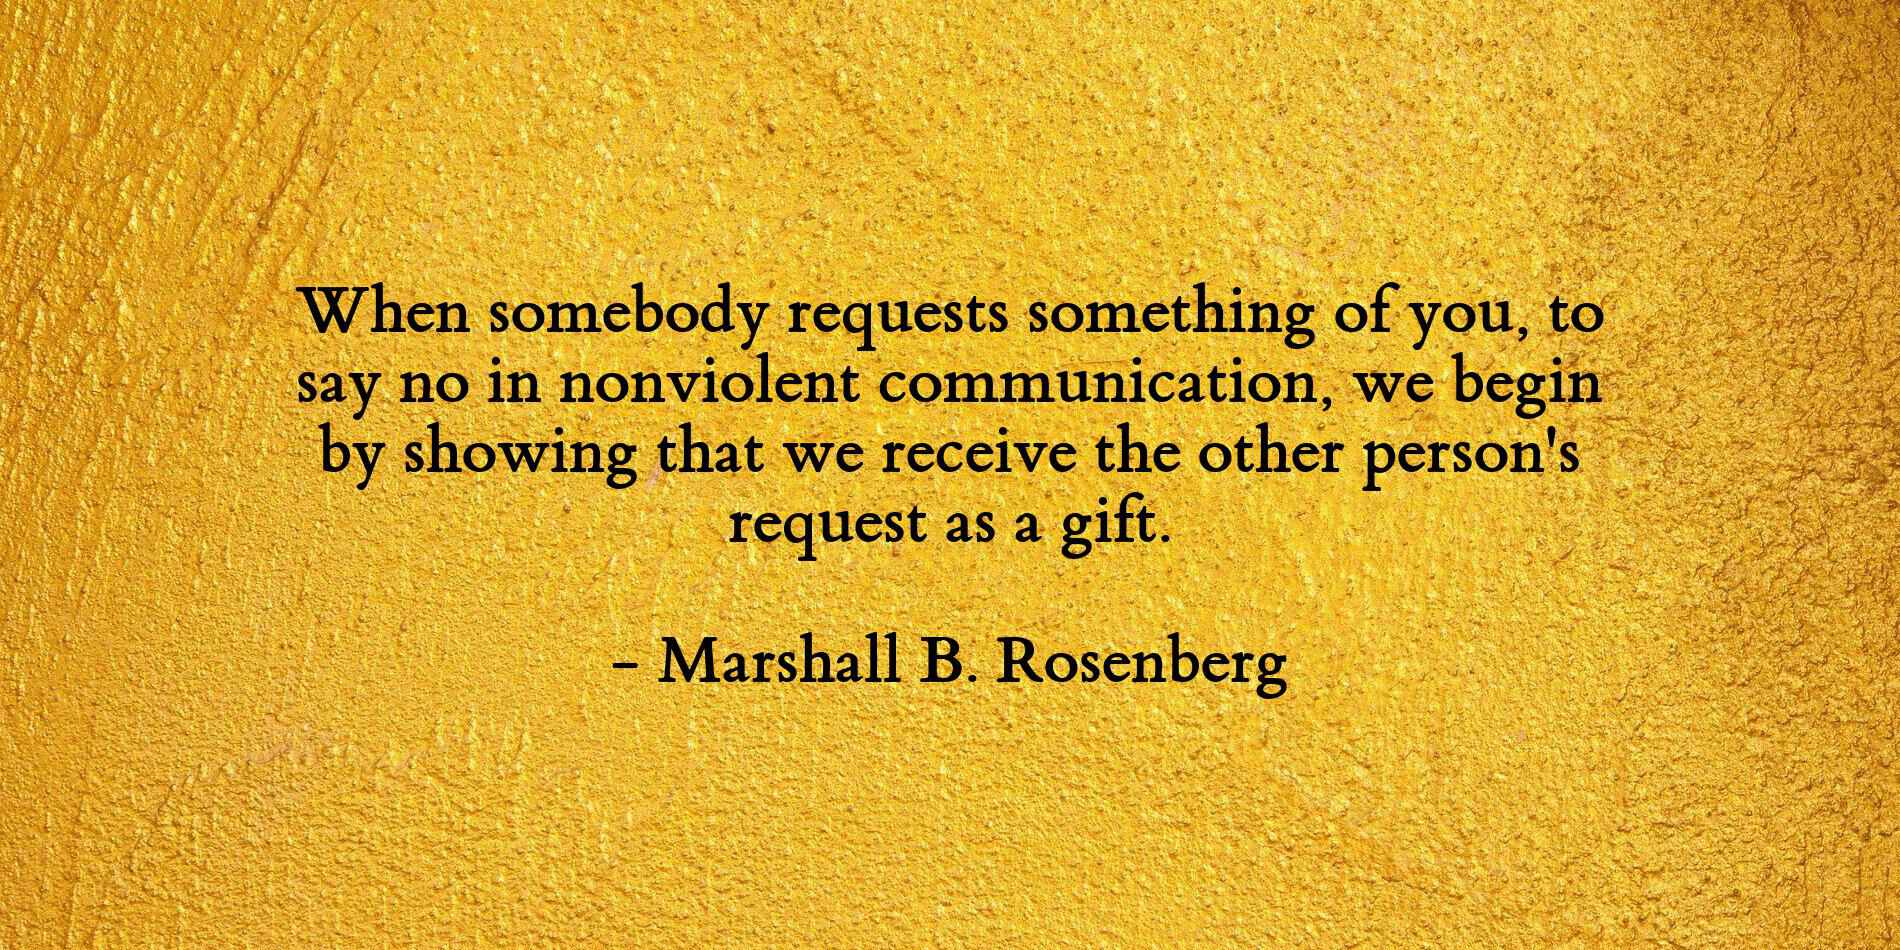 When somebody requests something of you, to
say no in nonviolent communication, we begin
by showing that we receive the other person's
request as a gift.
– Marshall B. Rosenberg